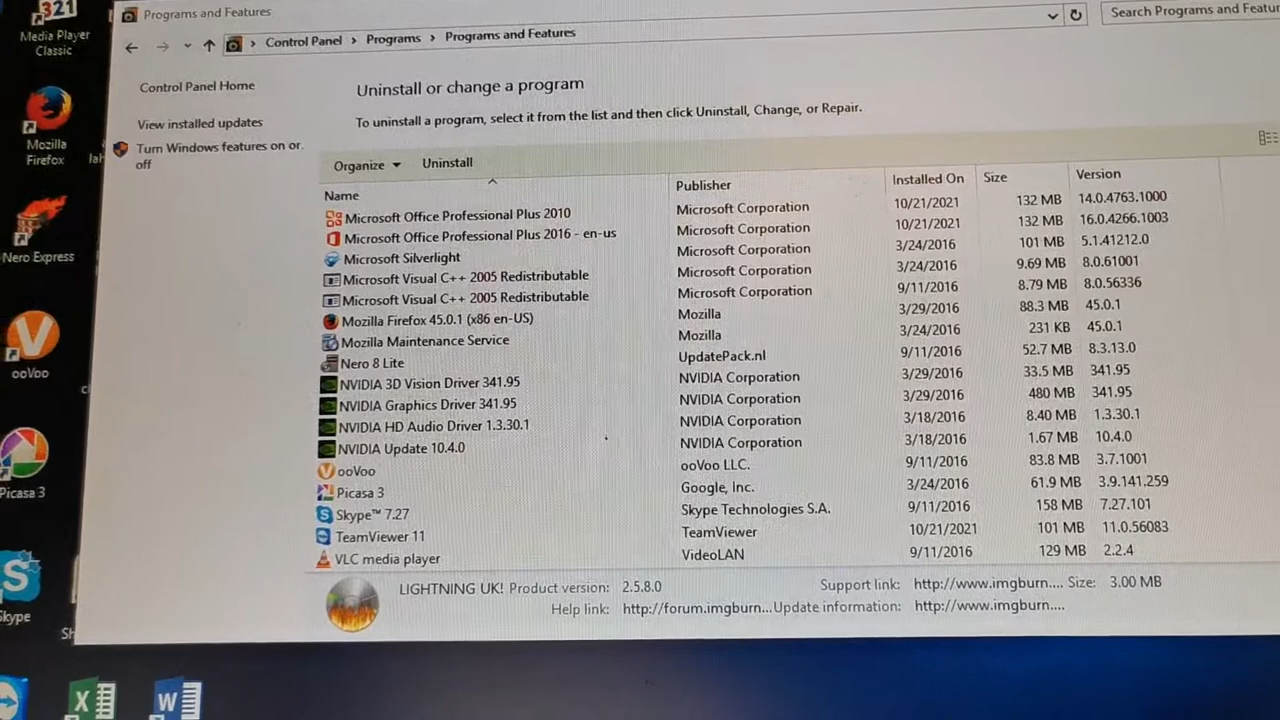 321
Media Player
Classic
Mozilla
Firefox
Nero Express
ooVoo
Picasa 3
Skype
Programs and Features
Control Panel > Programs > Programs and Features
Search Programs and Featur
Control Panel Home
View installed updates
Turn Windows features on or
off
Uninstall or change a program
To uninstall a program, select it from the list and then click Uninstall, Change, or Repair.
Organize Uninstall
Name Publisher Installed On Size Version
Microsoft Office Professional Plus 2010 Microsoft Corporation 10/21/2021 132 MB 14.0.4763.1000
Microsoft Office Professional Plus 2016 - en-us Microsoft Corporation 10/21/2021 132 MB 16.0.4266.1003
Microsoft Silverlight Microsoft Corporation 3/24/2016 101 MB 5.1.41212.0
Microsoft Visual C++ 2005 Redistributable Microsoft Corporation 3/24/2016 9.69 MB 8.0.61001
Microsoft Visual C++ 2005 Redistributable Microsoft Corporation 9/11/2016 8.79 MB 8.0.56336
Mozilla Firefox 45.0.1 (x86 en-US) Mozilla 3/29/2016 88.3 MB 45.0.1
Mozilla Maintenance Service Mozilla 3/24/2016 231 KB 45.0.1
Nero 8 Lite UpdatePack.nl 9/11/2016 52.7 MB 8.3.13.0
NVIDIA 3D Vision Driver 341.95 NVIDIA Corporation 3/29/2016 33.5 MB 341.95
NVIDIA Graphics Driver 341.95 NVIDIA Corporation 3/29/2016 480 MB 341.95
NVIDIA HD Audio Driver 1.3.30.1 NVIDIA Corporation 3/18/2016 8.40 MB 1.3.30.1
NVIDIA Update 10.4.0 NVIDIA Corporation 3/18/2016 1.67 MB 10.4.0
ooVoo ooVoo LLC. 9/11/2016 83.8 MB 3.7.1001
Picasa 3 Google, Inc. 3/24/2016 61.9 MB 3.9.141.259
Skype™ 7.27 Skype Technologies S.A. 9/11/2016 158 MB 7.27.101
TeamViewer 11 TeamViewer 10/21/2021 101 MB 11.0.56083
VLC media player VideoLAN 9/11/2016 129 MB 2.2.4
LIGHTNING UK! Product version: 2.5.8.0 Support link: http://www.imgburn.... Size: 3.00 MB
Help link: http://forum.imgburn... Update information: http://www.imgburn....